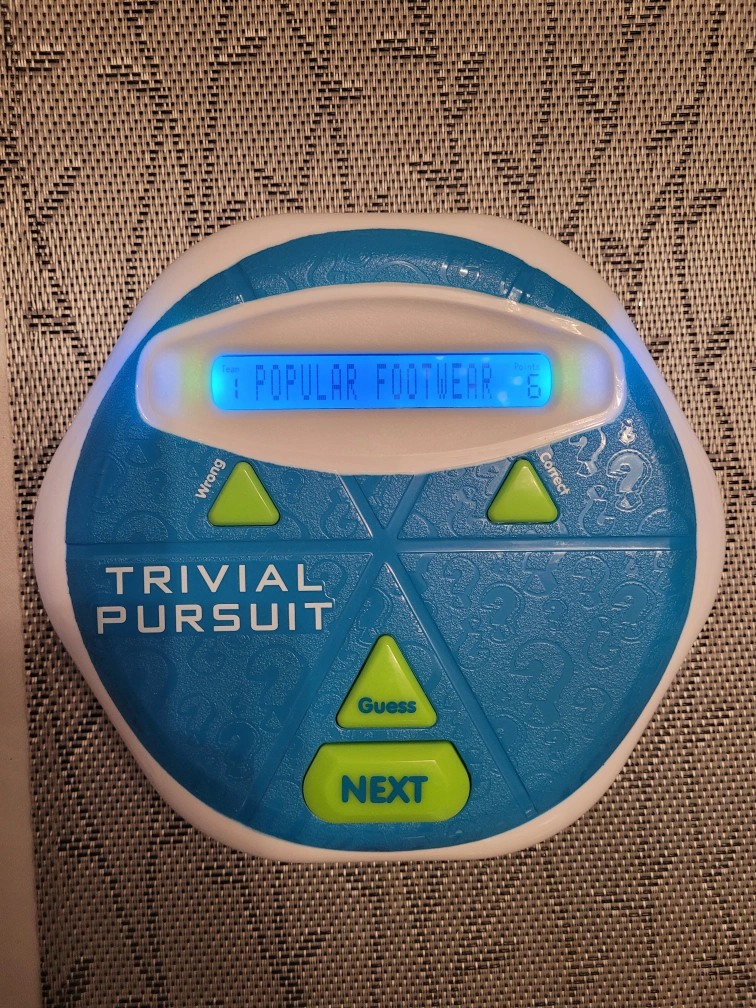 Team Points
1 POPULAR FOOTWEAR 6
Wrong Correct
TRIVIAL
PURSUIT
Guess
NEXT